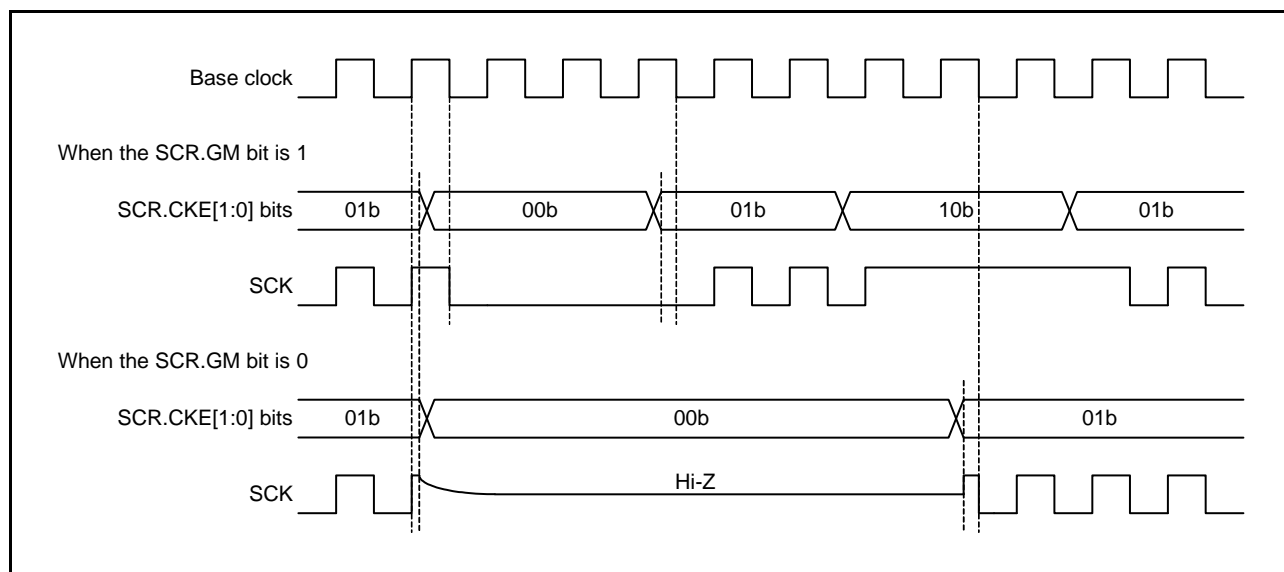 Base clock
When the SCR.GM bit is 1
SCR.CKE[1:0] bits 01b 00b 01b 10b 01b
SCK
When the SCR.GM bit is 0
SCR.CKE[1:0] bits 01b 00b 01b
SCK Hi-Z